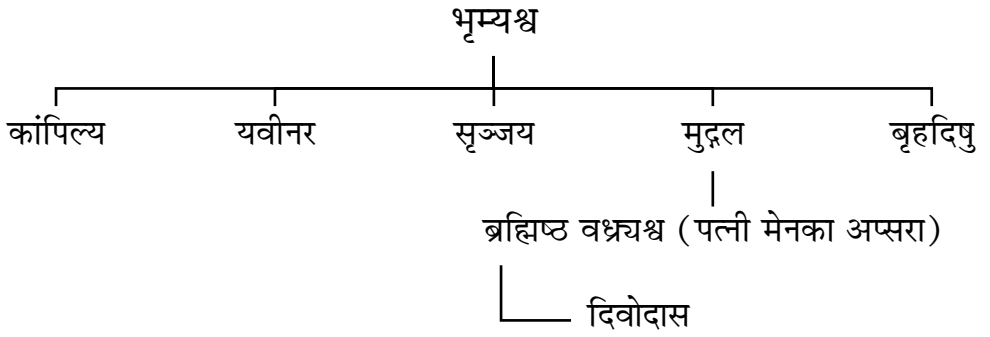 भृम्यश्व
कांपिल्य यवीनर सृञ्जय मुद्गल बृहदिषु
ब्रह्मिष्ठ वध्र्यश्व (पत्नी मेनका अप्सरा)
दिवोदास